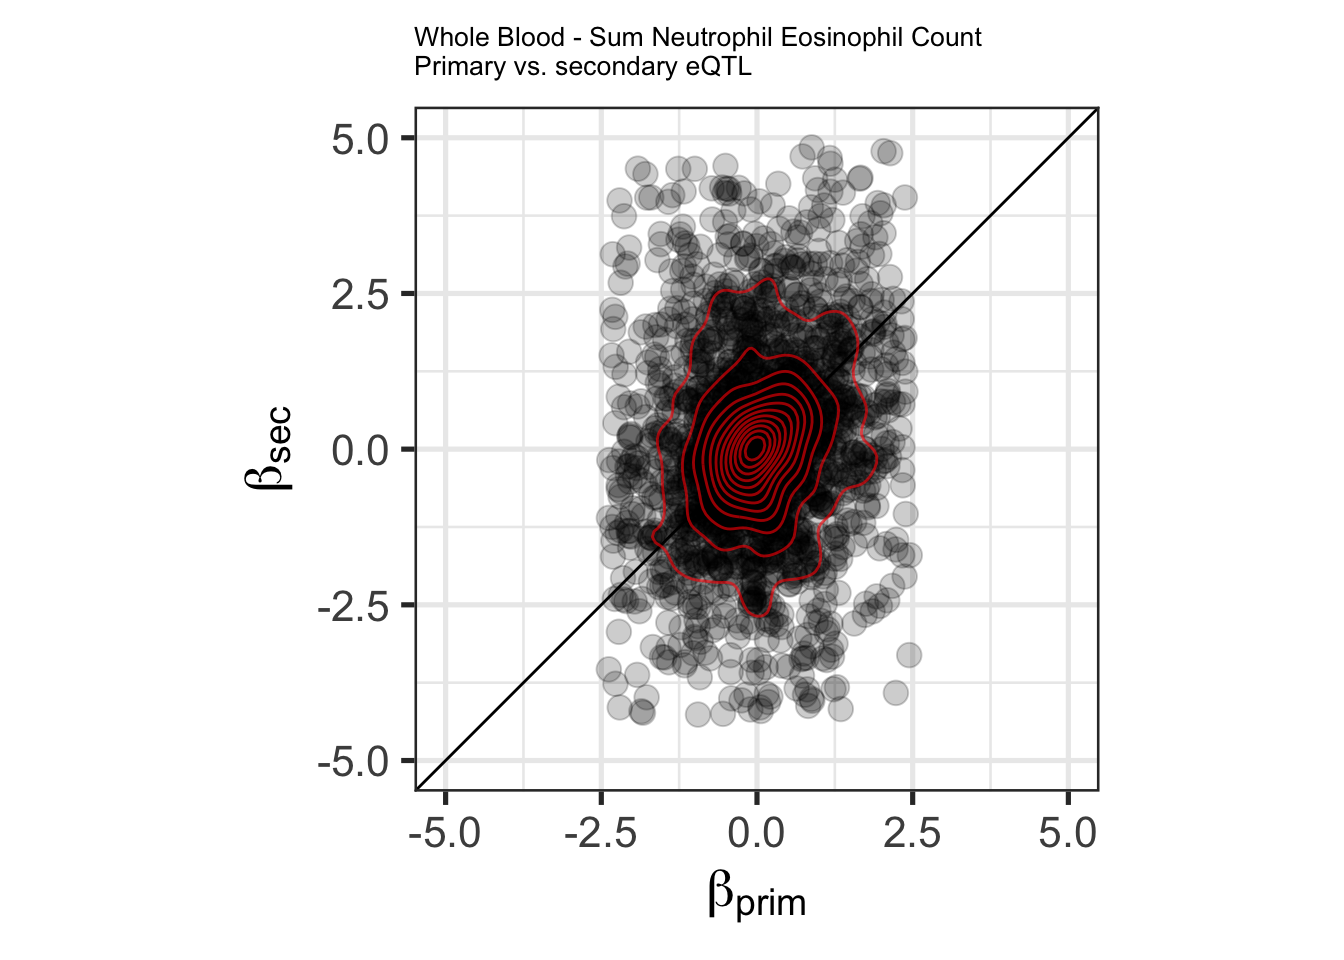 Whole Blood - Sum Neutrophil Eosinophil Count
Primary vs. secondary eQTL
5.0
2.5
0.0
-2.5
-5.0
βsec
-5.0 -2.5 0.0 2.5 5.0
βprim